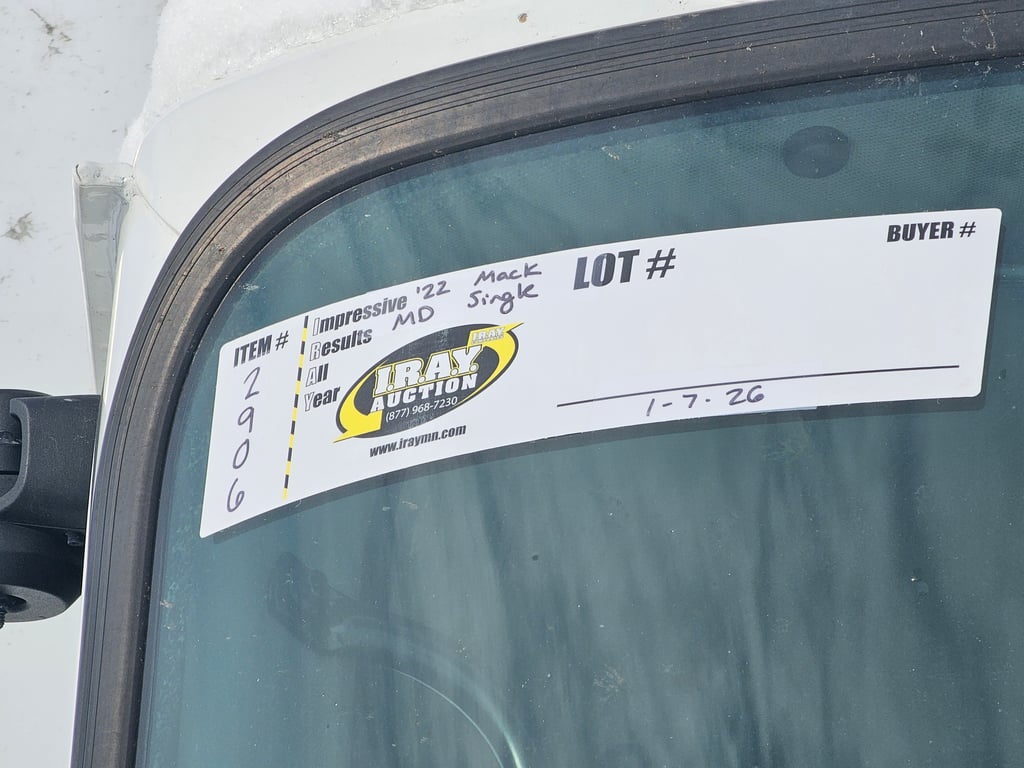 ITEM #
2
9
0
6
Impressive
Results
All
Year
'22 Mack
MD Single
I.R.A.Y.
AUCTION
(877) 968-7230
www.iraymn.com
LOT #
1-7-26
BUYER #